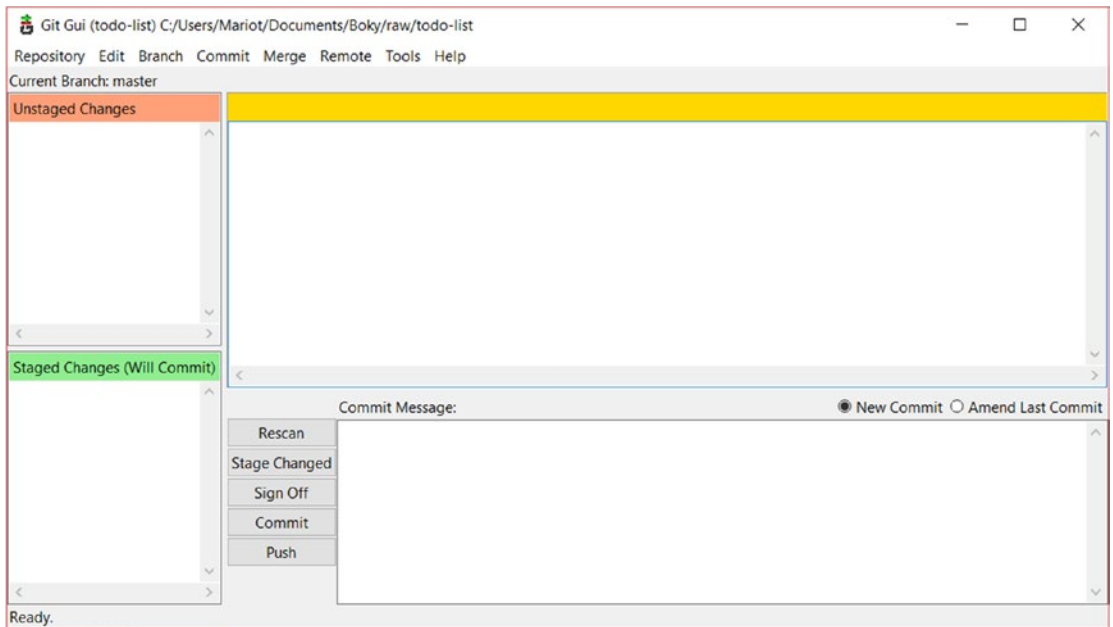 Git Gui (todo-list) C:/Users/Mariot/Documents/Boky/raw/todo-list
Repository Edit Branch Commit Merge Remote Tools Help
Current Branch: master
Unstaged Changes
Staged Changes (Will Commit)
Commit Message:
New Commit Amend Last Commit
Rescan
Stage Changed
Sign Off
Commit
Push
Ready.